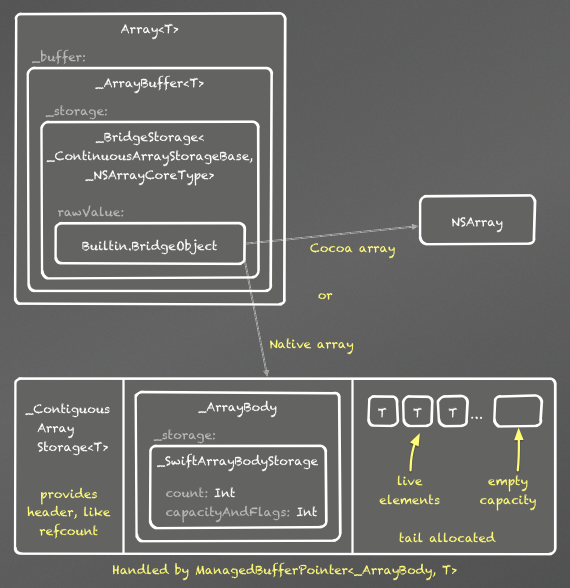 Array<T>
_buffer:
_ArrayBuffer<T>
_storage:
_BridgeStorage<
_ContinuousArrayStorageBase,
_NSArrayCoreType>
rawValue:
Builtin.BridgeObject
NSArray
Cocoa array
or
Native array
_Contiguous
Array
Storage<T>
provides
header, like
refcount
_ArrayBody
_storage:
_SwiftArrayBodyStorage
count: Int
capacityAndFlags: Int
T T T ...
live
elements
empty
capacity
tail allocated
Handled by ManagedBufferPointer<_ArrayBody, T>